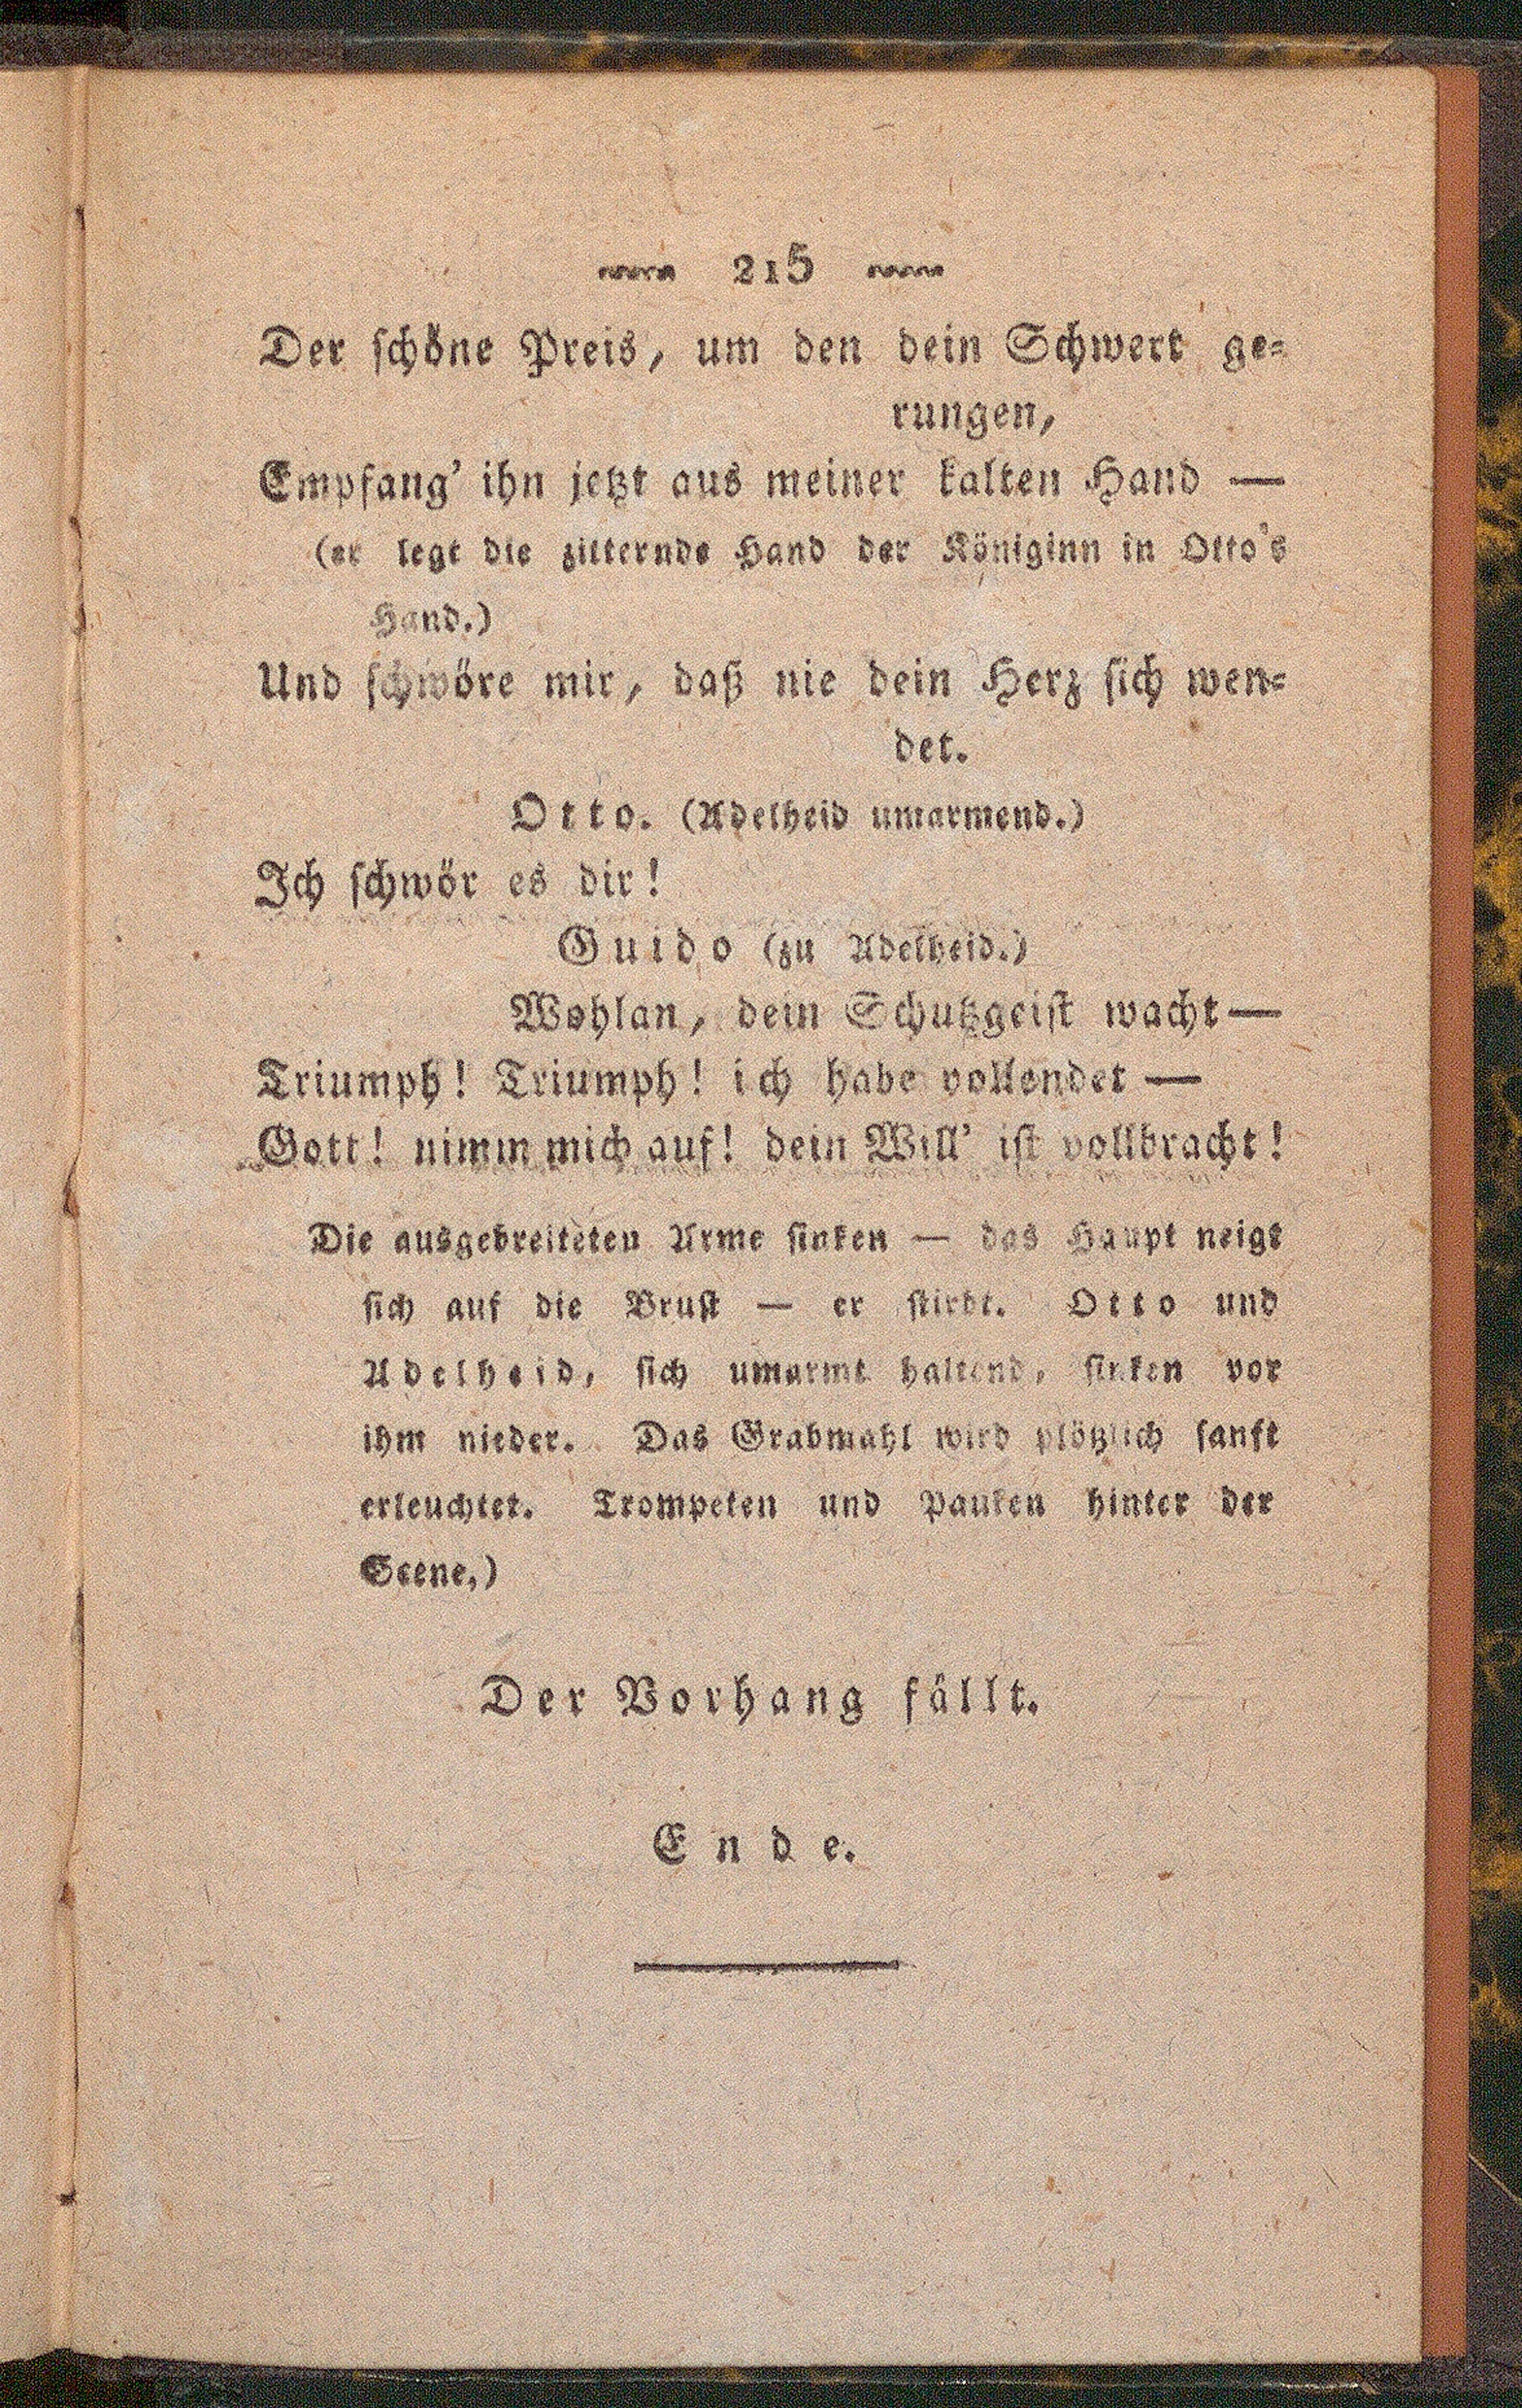 215
Der schöne Preis, um den dein Schwert ge-
rungen,
Empfang' ihn jetzt aus meiner kalten Hand —
(er legt die zitternde Hand der Königinn in Otto's
Hand.)
Und schwöre mir, daß nie dein Herz sich wen-
det.
Otto. (Adelheid umarmend.)
Ich schwör es dir!
Guido (zu Adelheid.)
Wohlan, dein Schutzgeist wacht —
Triumph! Triumph! ich habe vollendet —
Gott! nimm mich auf! dein Will' ist vollbracht!
Die ausgebreiteten Arme sinken — das Haupt neigt
sich auf die Brust — er stirbt. Otto und
Adelheid, sich umarmt haltend, sinken vor
ihm nieder. Das Grabmahl wird plötzlich sanft
erleuchtet. Trompeten und Pauken hinter der
Scene.)
Der Vorhang fällt.
Ende.